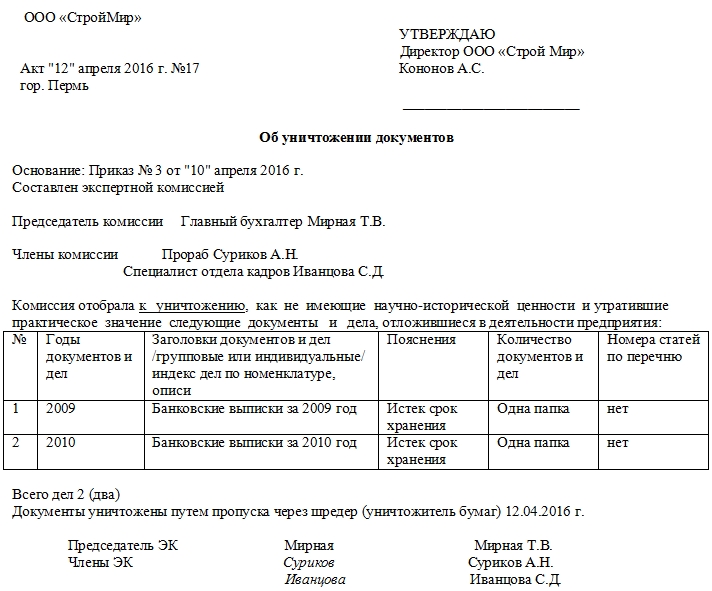 ООО «СтройМир»
УТВЕРЖДАЮ
Директор ООО «Строй Мир»
Акт "12" апреля 2016 г. №17
Кононов А.С.
гор. Пермь
Об уничтожении документов
Основание: Приказ № 3 от "10" апреля 2016 г.
Составлен экспертной комиссией
Председатель комиссии Главный бухгалтер Мирная Т.В.
Члены комиссии Прораб Суриков А.Н.
Специалист отдела кадров Иванцова С.Д.
Комиссия отобрала к уничтожению, как не имеющие научно-исторической ценности и утратившие
практическое значение следующие документы и дела, отложившиеся в деятельности предприятия:
№ Годы документов и дел Заголовки документов и дел /групповые или индивидуальные/ индекс дел по номенклатуре, описи Пояснения Количество документов и дел Номера статей по перечню
1 2009 Банковские выписки за 2009 год Истек срок хранения Одна папка нет
2 2010 Банковские выписки за 2010 год Истек срок хранения Одна папка нет
Всего дел 2 (два)
Документы уничтожены путем пропуска через шредер (уничтожитель бумаг) 12.04.2016 г.
Председатель ЭК Мирная Мирная Т.В.
Члены ЭК Суриков Суриков А.Н.
Иванцова Иванцова С.Д.